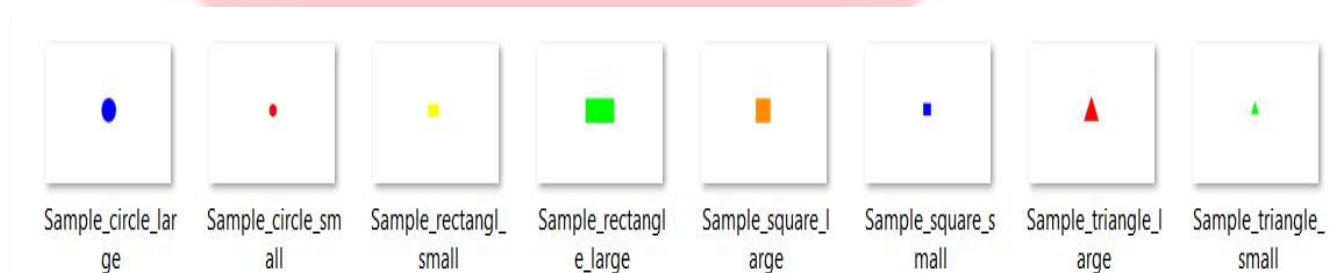 Sample_circle_lar
ge
Sample_circle_sm
all
Sample_rectangl_
small
Sample_rectangl
e_large
Sample_square_l
arge
Sample_square_s
mall
Sample_triangle_l
arge
Sample_triangle_
small